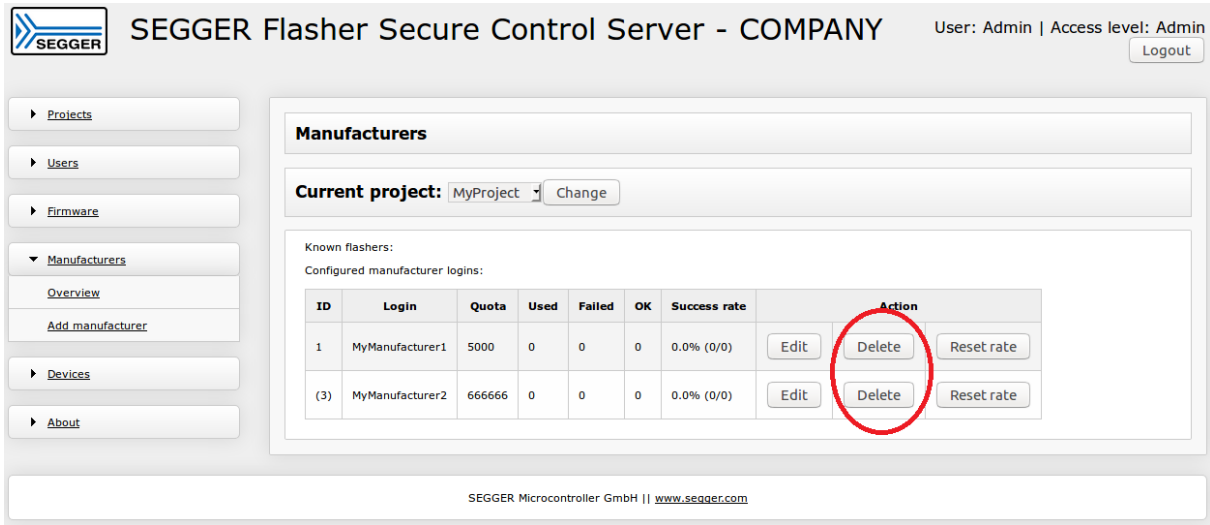 SEGGER
SEGGER Flasher Secure Control Server - COMPANY
User: Admin | Access level: Admin
Logout
Projects
Users
Firmware
Manufacturers
Overview
Add manufacturer
Devices
About
Manufacturers
Current project: MyProject Change
Known flashers:
Configured manufacturer logins:
ID Login Quota Used Failed OK Success rate Action
1 MyManufacturer1 5000 0 0 0 0.0% (0/0) Edit Delete Reset rate
(3) MyManufacturer2 666666 0 0 0 0.0% (0/0) Edit Delete Reset rate
SEGGER Microcontroller GmbH || www.segger.com